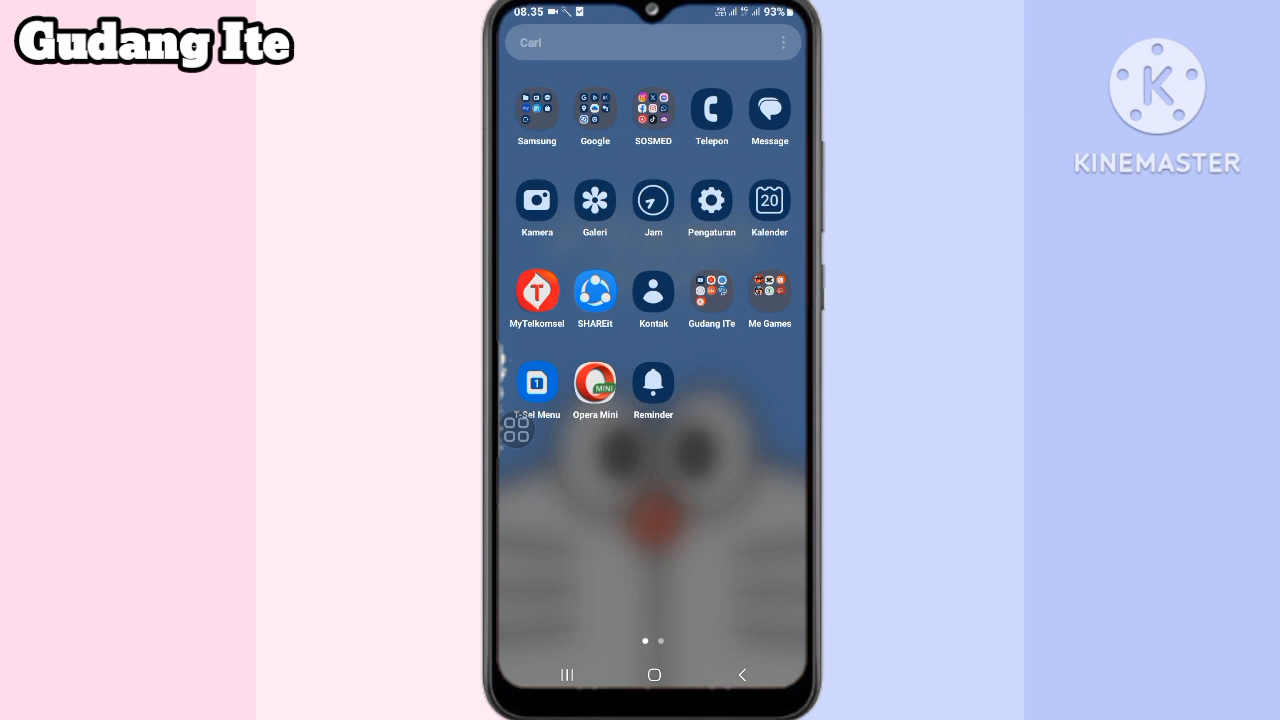 Gudang Ite
K
KINEMASTER
08.35
93%
Cari
Samsung
Google
SOSMED
Telepon
Message
20
Kamera
Galeri
Jam
Pengaturan
Kalender
T
MyTelkomsel
SHAREit
Kontak
Gudang ITe
Me Games
1
MINI
T-Sel Menu
Opera Mini
Reminder